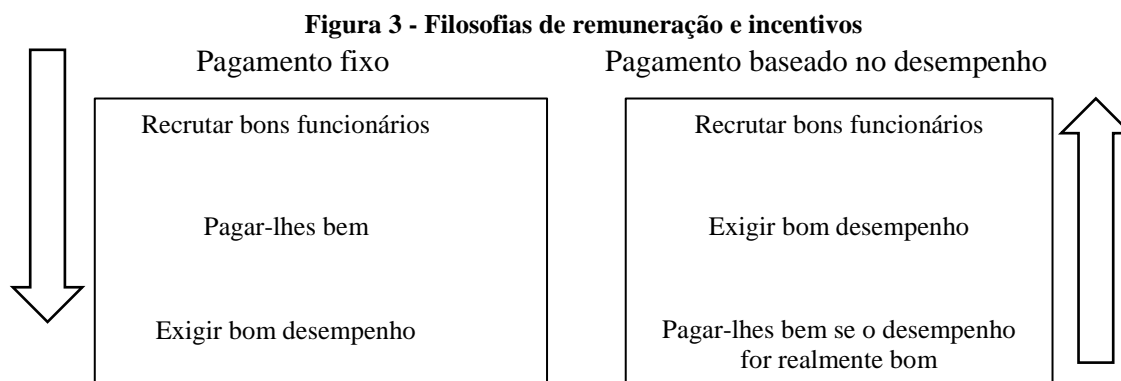 Figura 3 - Filosofias de remuneração e incentivos
Pagamento fixo
Recrutar bons funcionários
Pagar-lhes bem
Exigir bom desempenho
Pagamento baseado no desempenho
Recrutar bons funcionários
Exigir bom desempenho
Pagar-lhes bem se o desempenho
for realmente bom